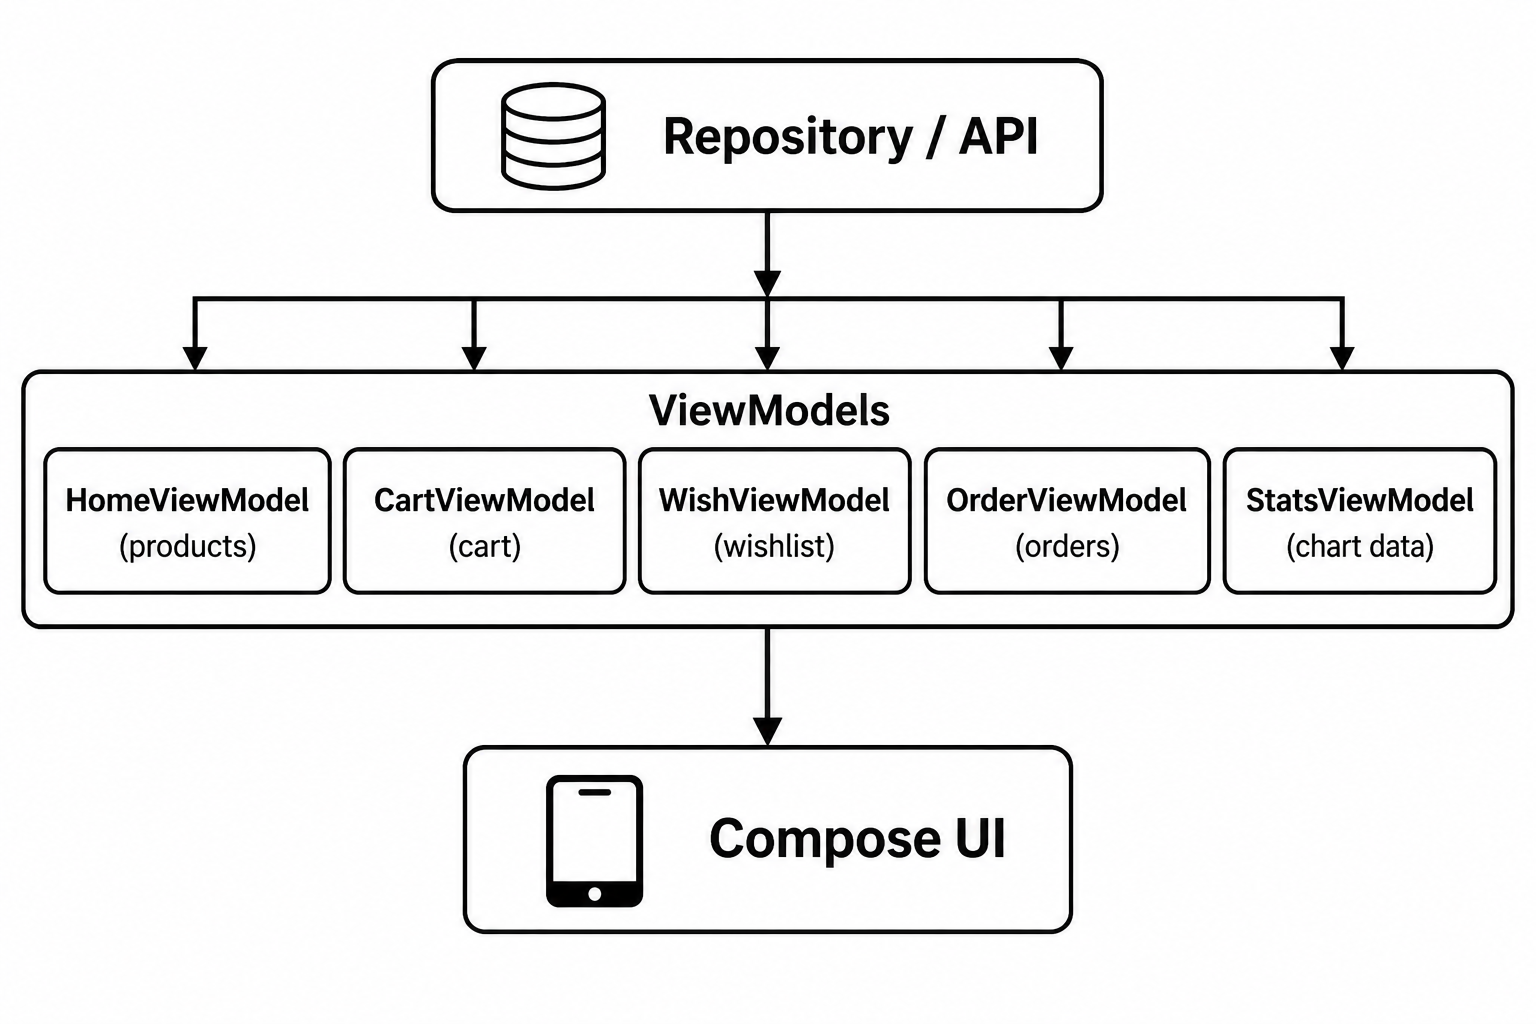 Repository / API
ViewModels
HomeViewModel
(products)
CartViewModel
(cart)
WishViewModel
(wishlist)
OrderViewModel
(orders)
StatsViewModel
(chart data)
Compose UI